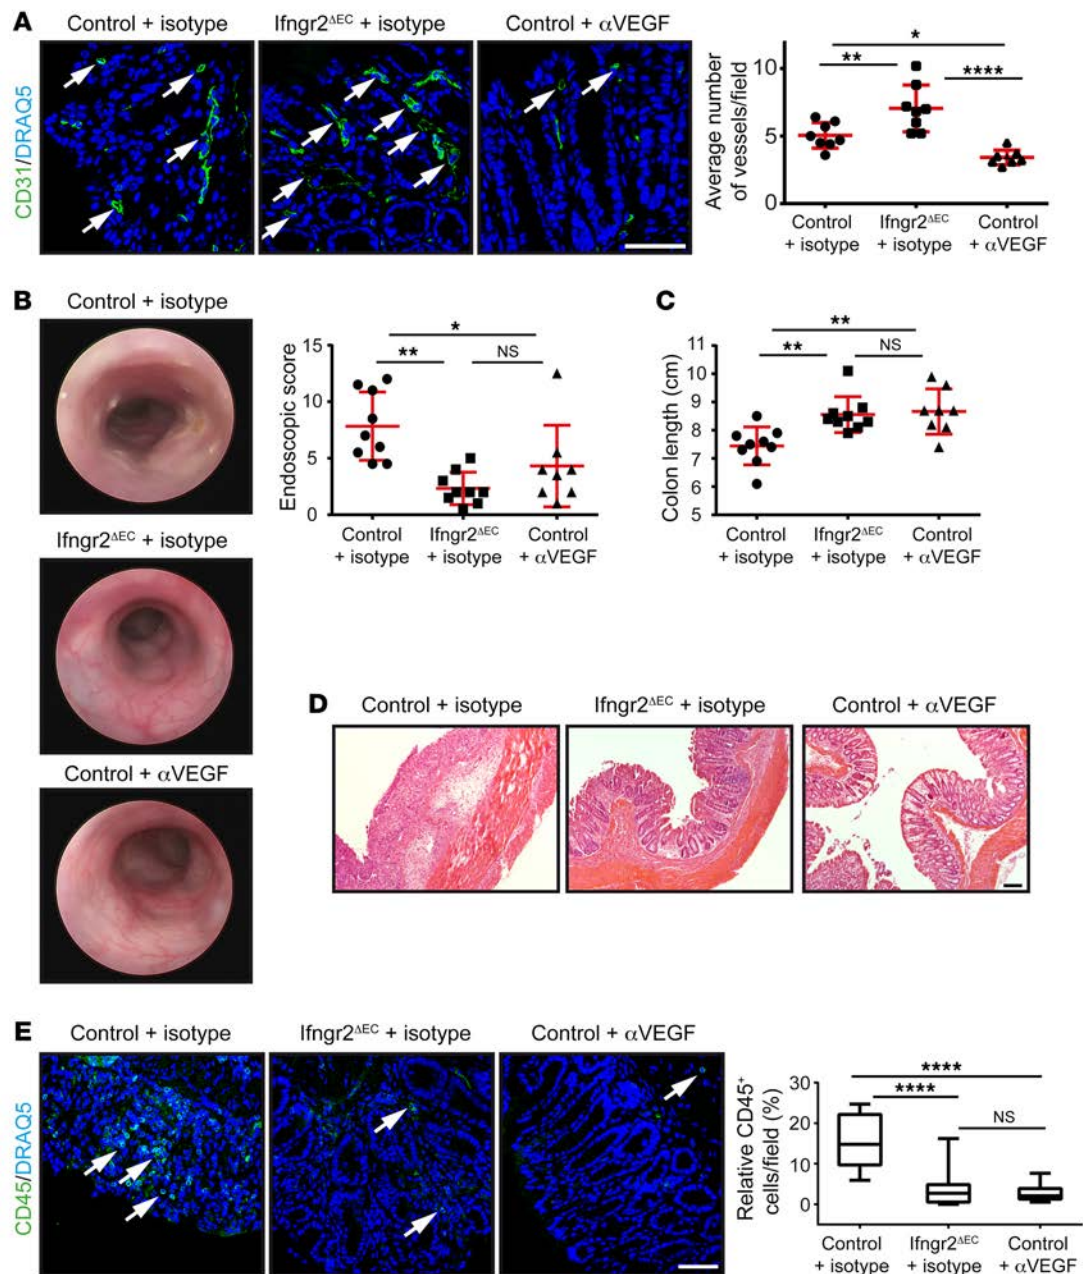 A
Control + isotype
Ifngr2ΔEC + isotype
Control + αVEGF
CD31/DRAQ5
Average number
of vessels/field
10
5
0
*
**
****
Control
+ isotype
Ifngr2ΔEC
+ isotype
Control
+ αVEGF
B
Control + isotype
Ifngr2ΔEC + isotype
Control + αVEGF
Endoscopic score
15
10
5
0
*
**
NS
Control
+ isotype
Ifngr2ΔEC
+ isotype
Control
+ αVEGF
C
Colon length (cm)
11
10
9
8
7
6
5
**
**
NS
Control
+ isotype
Ifngr2ΔEC
+ isotype
Control
+ αVEGF
D
Control + isotype
Ifngr2ΔEC + isotype
Control + αVEGF
E
Control + isotype
Ifngr2ΔEC + isotype
Control + αVEGF
CD45/DRAQ5
Relative CD45+
cells/field (%)
30
20
10
0
****
****
NS
Control
+ isotype
Ifngr2ΔEC
+ isotype
Control
+ αVEGF